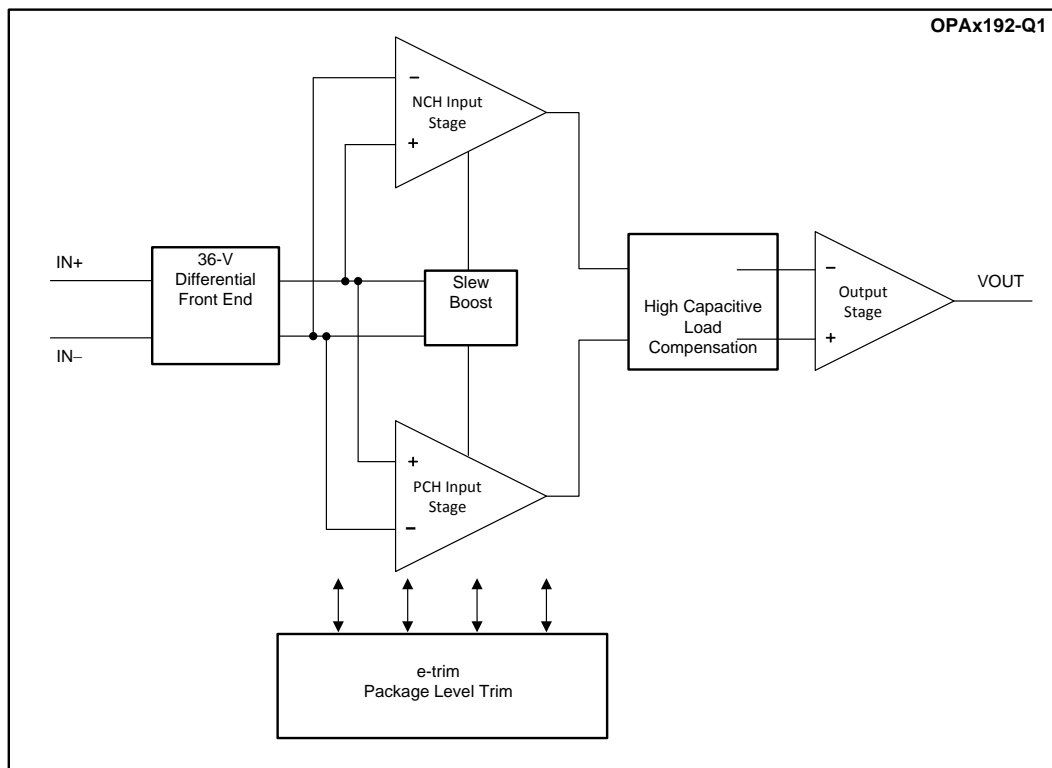 OPAx192-Q1
−
NCH Input
Stage
+
IN+
36-V
Differential
Front End
IN−
Slew
Boost
High Capacitive
Load
Compensation
−
Output
Stage
+
VOUT
+
PCH Input
Stage
−
e-trim
Package Level Trim